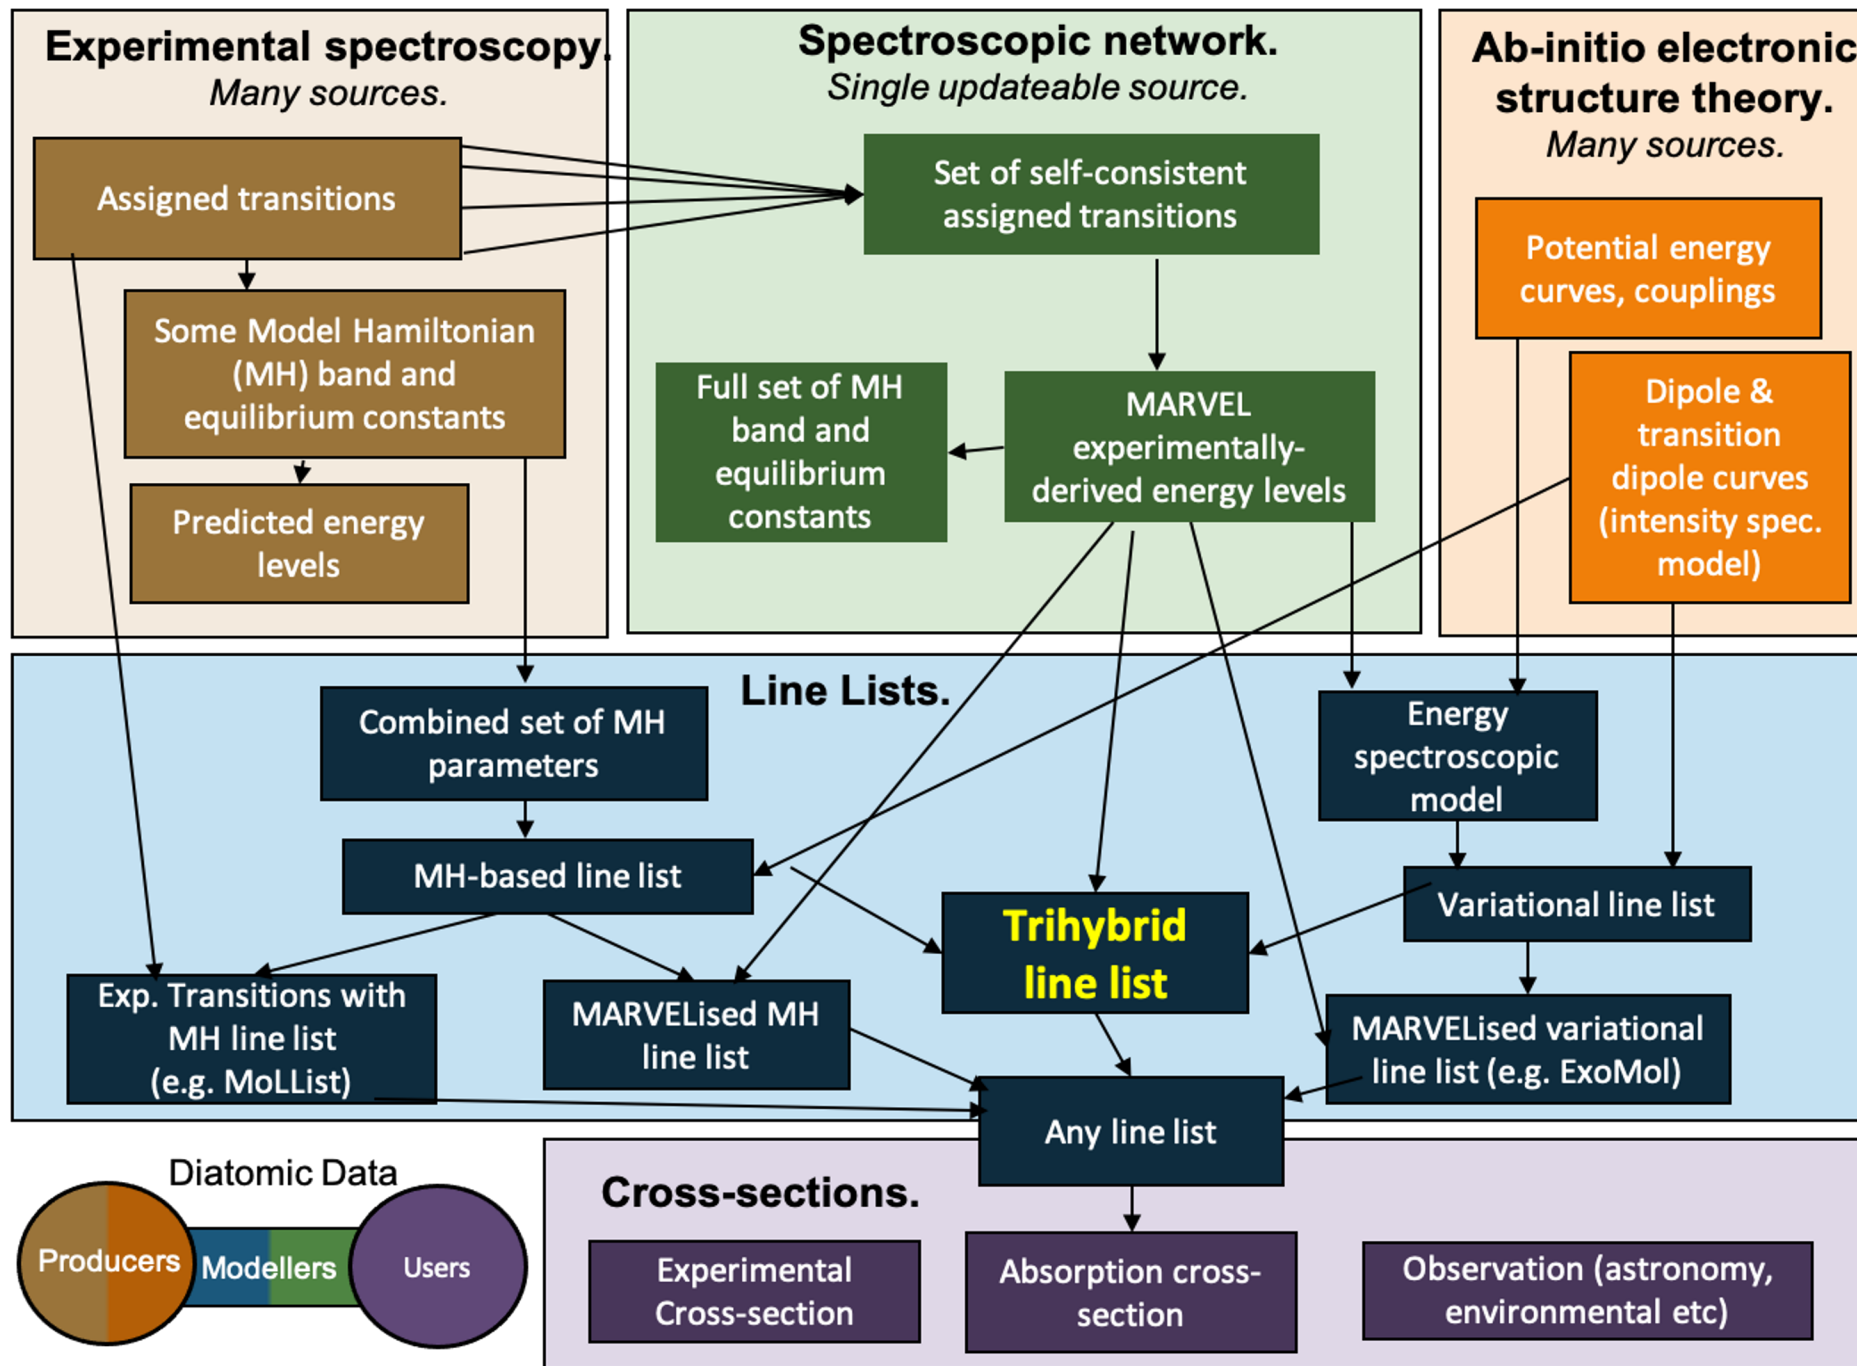 Experimental spectroscopy.
Many sources.
Assigned transitions
Some Model Hamiltonian
(MH) band and
equilibrium constants
Predicted energy
levels
Spectroscopic network.
Single updateable source.
Set of self-consistent
assigned transitions
Full set of MH
band and
equilibrium
constants
MARVEL
experimentally-
derived energy levels
Ab-initio electronic
structure theory.
Many sources.
Potential energy
curves, couplings
Dipole &
transition
dipole curves
(intensity spec.
model)
Line Lists.
Combined set of MH
parameters
MH-based line list
Exp. Transitions with
MH line list
(e.g. MoLLList)
MARVELised MH
line list
Trihybrid
line list
Energy
spectroscopic
model
Variational line list
MARVELised variational
line list (e.g. ExoMol)
Any line list
Diatomic Data
Producers
Modellers
Users
Cross-sections.
Experimental
Cross-section
Absorption cross-
section
Observation (astronomy,
environmental etc)